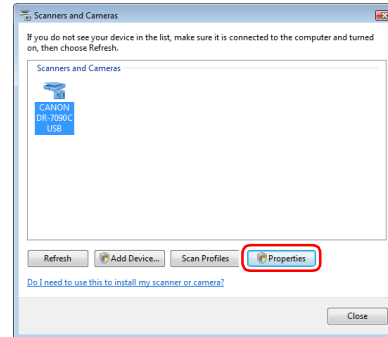 Scanners and Cameras
If you do not see your device in the list, make sure it is connected to the computer and turned
on, then choose Refresh.
Scanners and Cameras
CANON
DR-7090C
USB
Refresh
Add Device...
Scan Profiles
Properties
Do I need to use this to install my scanner or camera?
Close